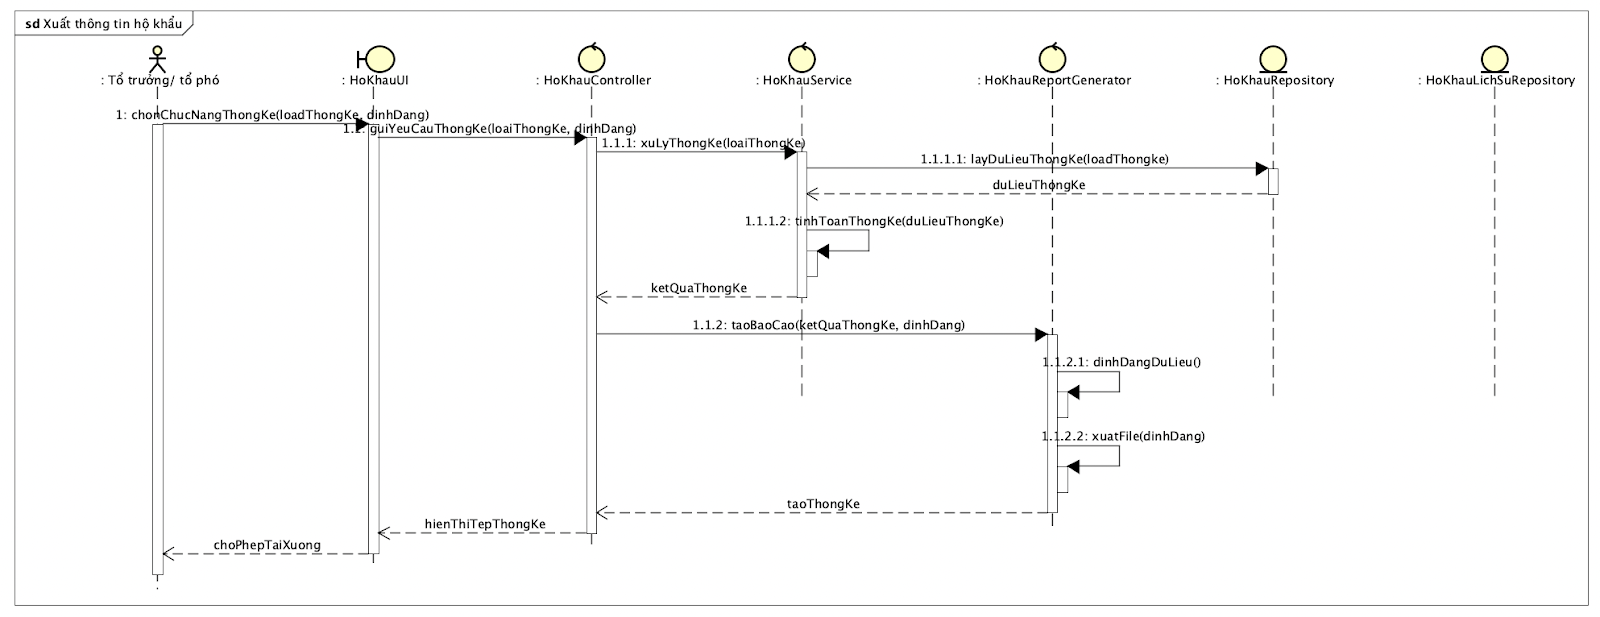 sd Xuất thông tin hộ khẩu
: Tổ trưởng/ tổ phó
: HoKhauUI
: HoKhauController
: HoKhauService
: HoKhauReportGenerator
: HoKhauRepository
: HoKhauLichSuRepository
1: chonChucNangThongKe(loadThongKe, dinhDang)
1.1: guiYeuCauThongKe(loaiThongKe, dinhDang)
1.1.1: xuLyThongKe(loaiThongKe)
1.1.1.1: layDuLieuThongKe(loadThongke)
duLieuThongKe
1.1.1.2: tinhToanThongKe(duLieuThongKe)
ketQuaThongKe
1.1.2: taoBaoCao(ketQuaThongKe, dinhDang)
1.1.2.1: dinhDangDuLieu()
1.1.2.2: xuatFile(dinhDang)
taoThongKe
hienThiTepThongKe
choPhepTaiXuong